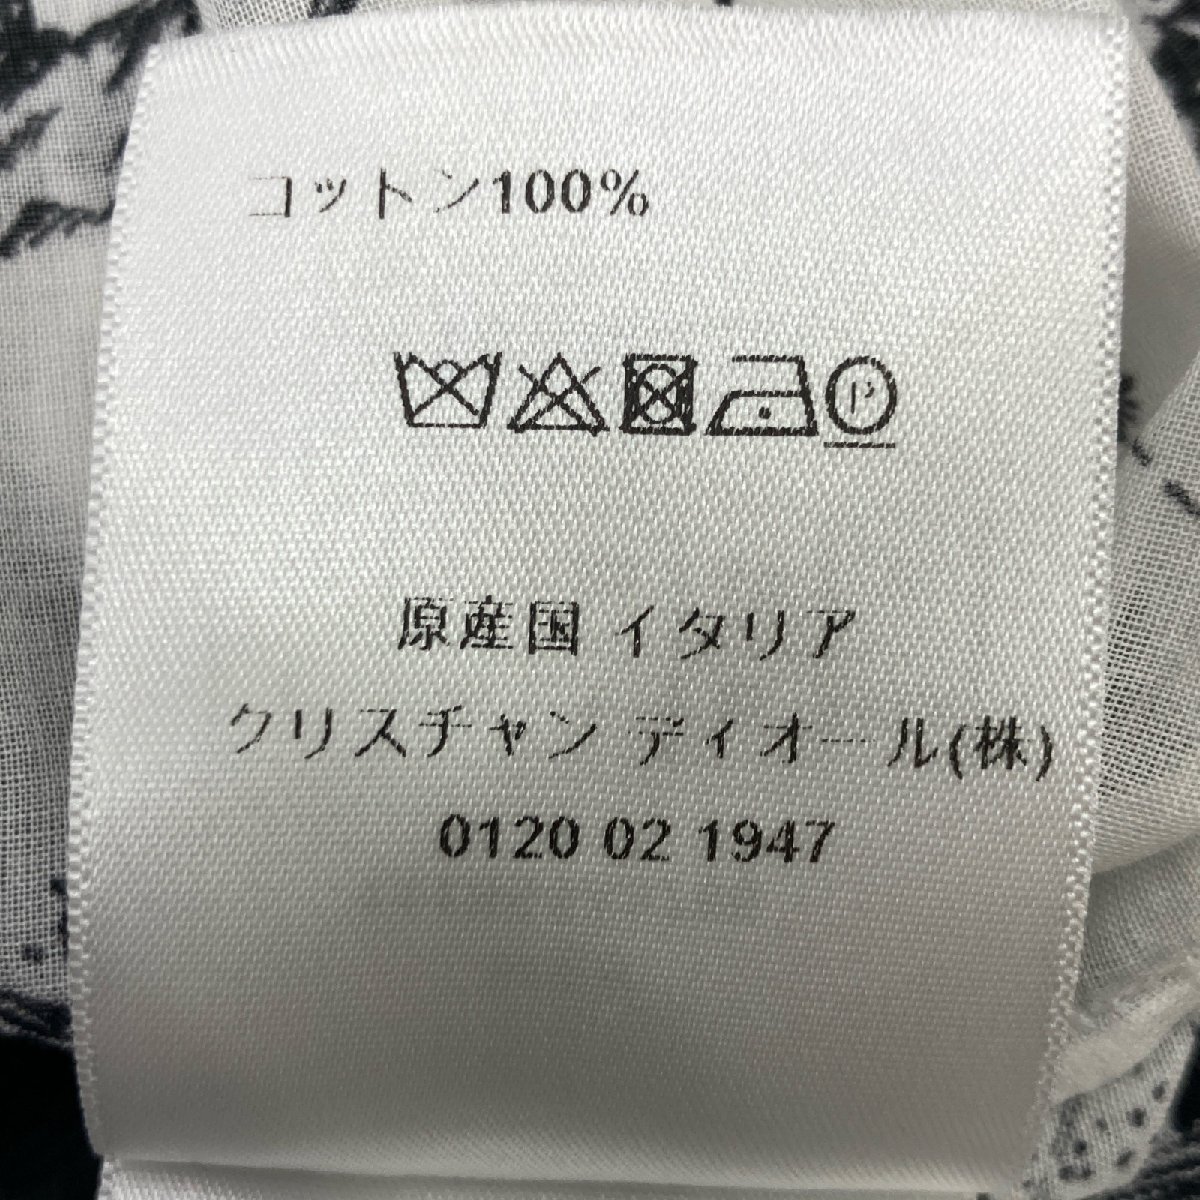 コットン100%
P
原産国 イタリア
クリスチャン ディオール(株)
0120 02 1947